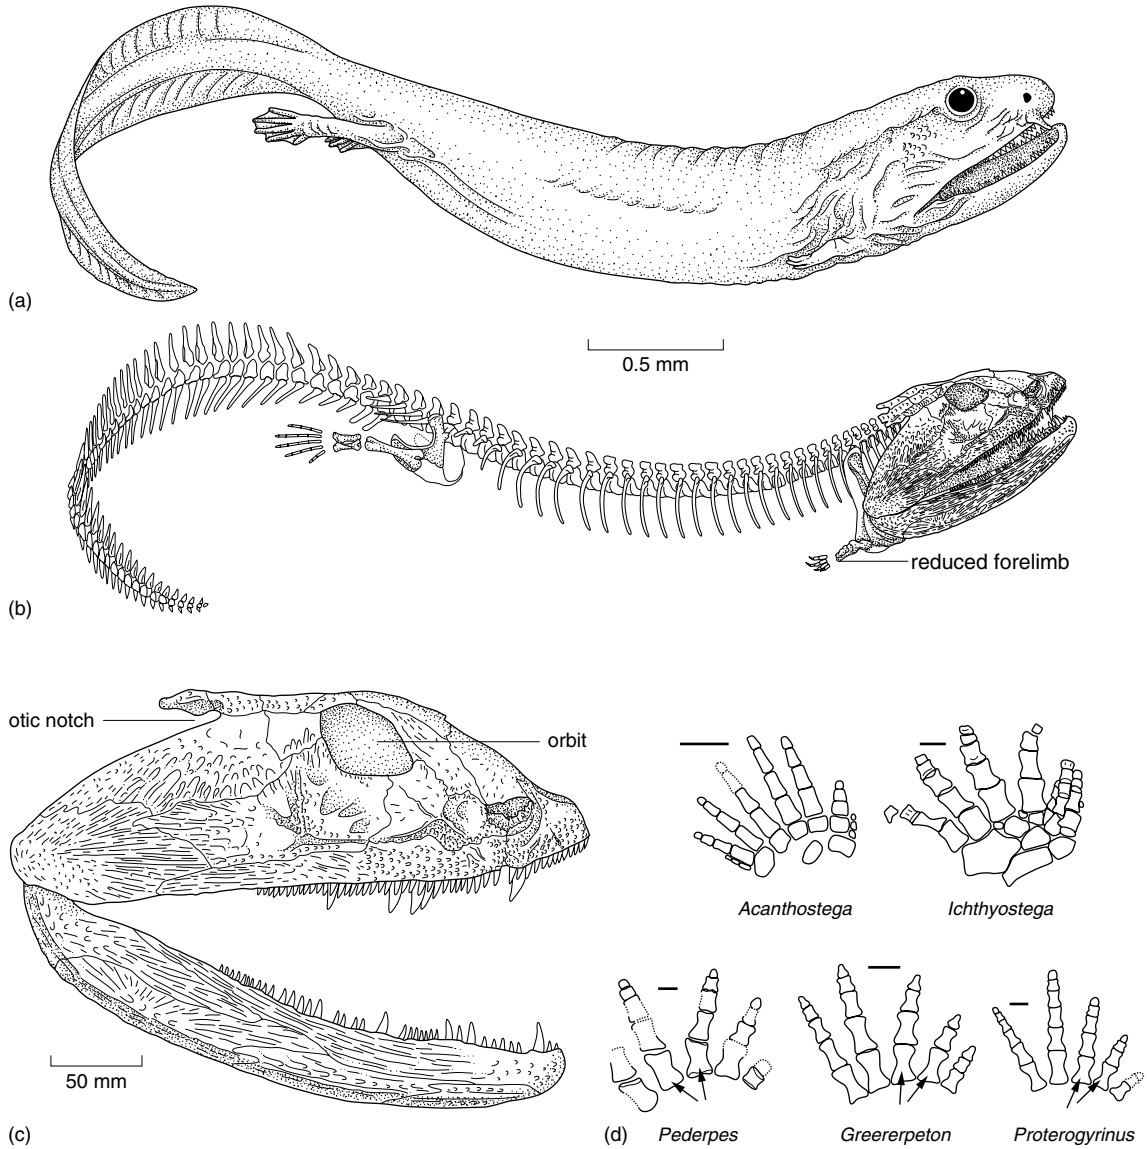 (a)
0.5 mm
reduced forelimb
(b)
otic notch
orbit
Acanthostega
Ichthyostega
50 mm
(c)
(d)
Pederpes
Greererpeton
Proterogyrinus